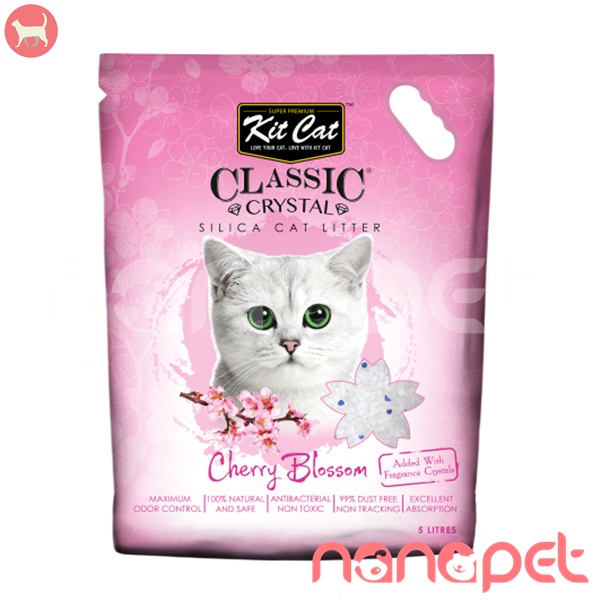 SUPER PREMIUM
Kit Cat™
LOVE YOUR CAT- LOVE WITH KIT CAT
CLASSIC®
CRYSTAL
SILICA CAT LITTER
nanapet
Cherry Blossom
Added With
Fragrance Crystals
MAXIMUM
ODOR CONTROL
100% NATURAL
AND SAFE
ANTIBACTERIAL
NON TOXIC
99% DUST FREE
NON TRACKING
EXCELLENT
ABSORPTION
5 LITRES
nanapet